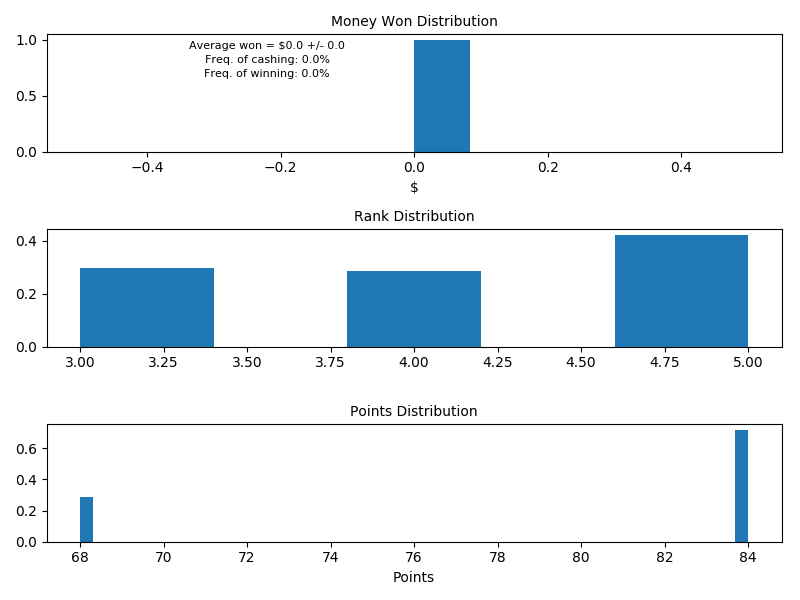 Money Won Distribution
1.0
0.5
0.0
Average won = $0.0 +/- 0.0
Freq. of cashing: 0.0%
Freq. of winning: 0.0%
−0.4 −0.2 0.0 0.2 0.4
$
Rank Distribution
0.4
0.2
0.0
3.00 3.25 3.50 3.75 4.00 4.25 4.50 4.75 5.00
Points Distribution
0.6
0.4
0.2
0.0
68 70 72 74 76 78 80 82 84
Points